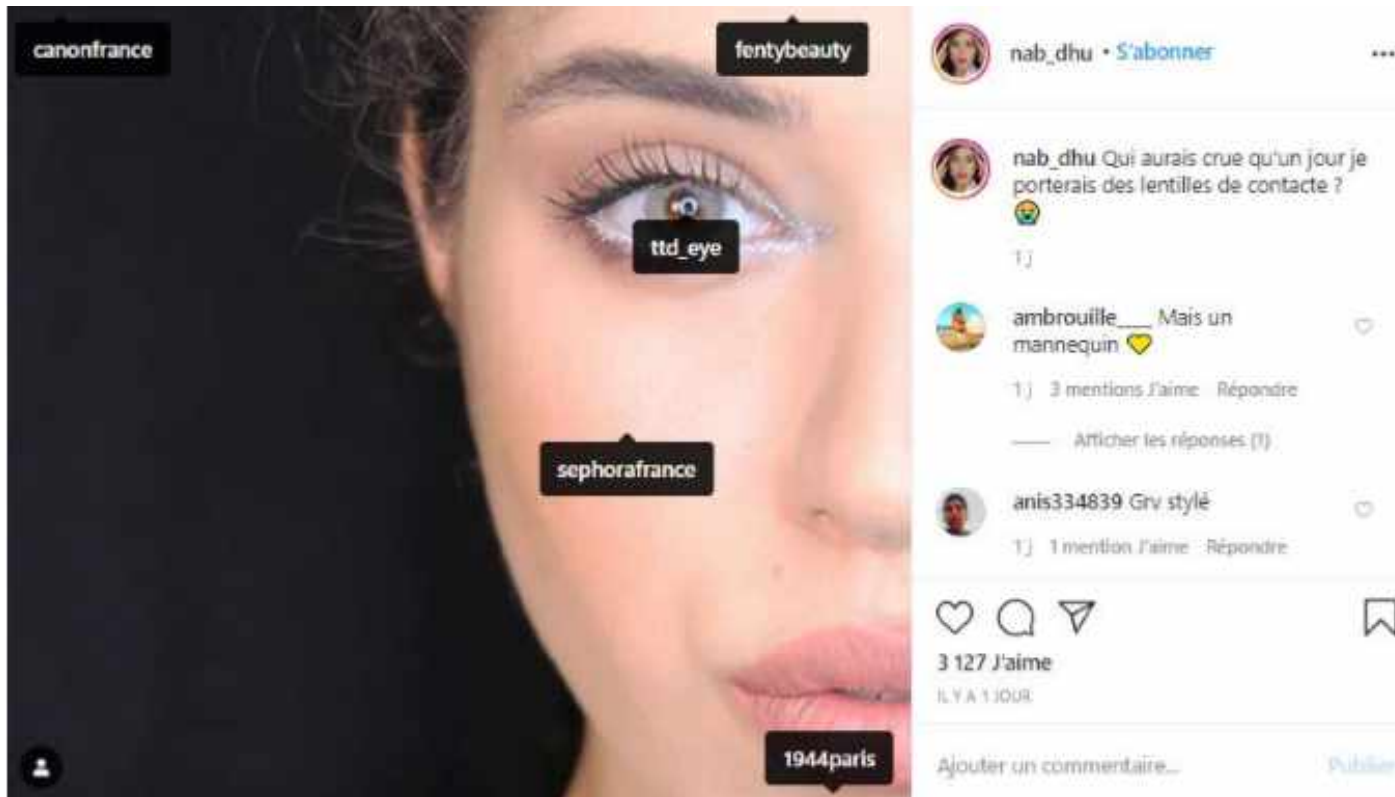 canonfrance
fentybeauty
ttd_eye
sephorafrance
1944paris
nab_dhu • S'abonner
nab_dhu Qui aurais crue qu'un jour je
porterais des lentilles de contacte ?
😭
1 j
ambrouille___ Mais un
mannequin 💛
1 j 3 mentions J'aime Répondre
Afficher les réponses (1)
anis334839 Grv stylé
1 j 1 mention J'aime Répondre
3 127 J'aime
IL Y A 1 JOUR
Ajouter un commentaire...
Publier